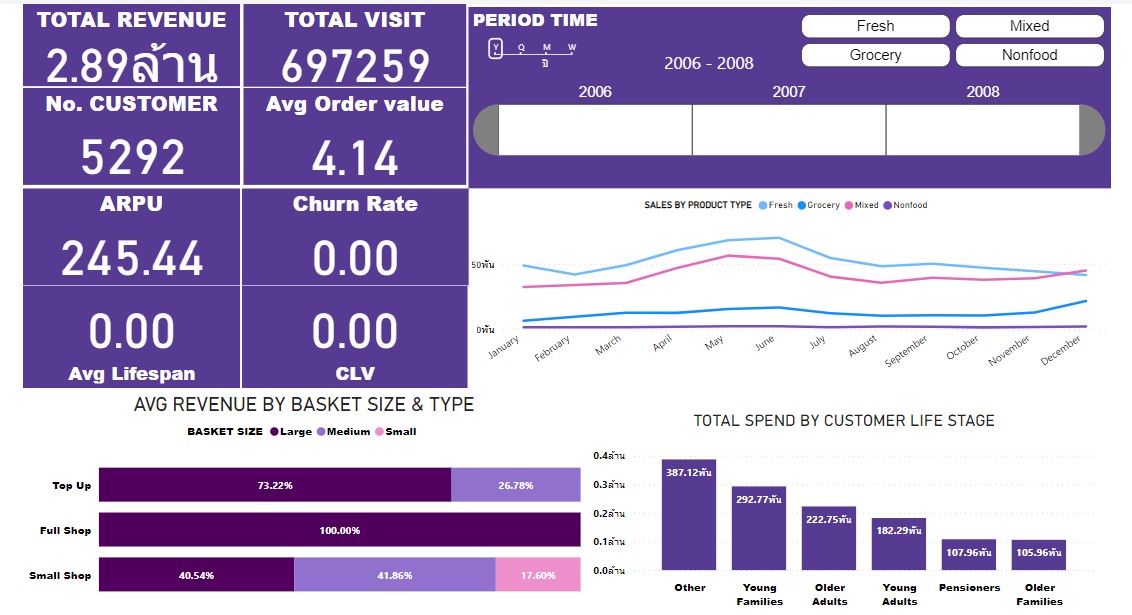 TOTAL REVENUE
2.89ล้าน
TOTAL VISIT
697259
No. CUSTOMER
5292
Avg Order value
4.14
ARPU
245.44
Churn Rate
0.00
0.00
Avg Lifespan
0.00
CLV
PERIOD TIME
Y Q M W
ปี
2006 - 2008
Fresh
Mixed
Grocery
Nonfood
2006 2007 2008
SALES BY PRODUCT TYPE Fresh Grocery Mixed Nonfood
50พัน
0พัน
January February March April May June July August September October November December
AVG REVENUE BY BASKET SIZE & TYPE
BASKET SIZE Large Medium Small
Top Up 73.22% 26.78%
Full Shop 100.00%
Small Shop 40.54% 41.86% 17.60%
TOTAL SPEND BY CUSTOMER LIFE STAGE
0.4ล้าน
0.3ล้าน
0.2ล้าน
0.1ล้าน
0.0ล้าน
387.12พัน
292.77พัน
222.75พัน
182.29พัน
107.96พัน
105.96พัน
Other
Young
Families
Older
Adults
Young
Adults
Pensioners
Older
Families